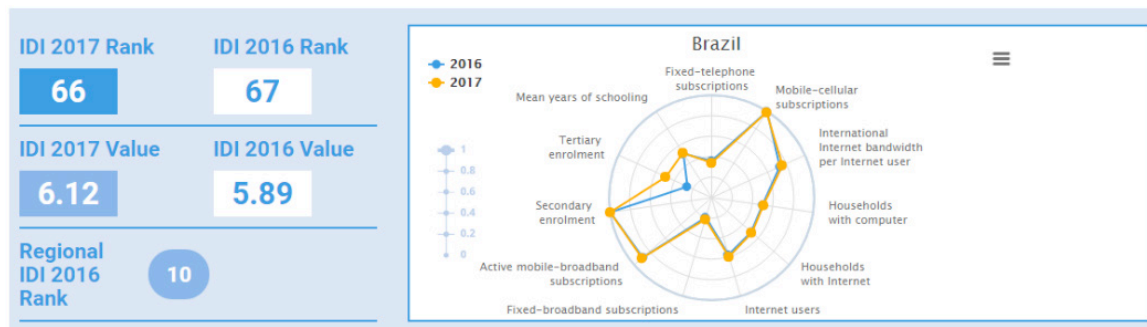 IDI 2017 Rank
IDI 2016 Rank
66
67
IDI 2017 Value
IDI 2016 Value
6.12
5.89
Regional
IDI 2016
Rank
10
Brazil
2016
2017
1
0.8
0.6
0.4
0.2
0
Fixed-telephone
subscriptions
Mobile-cellular
subscriptions
International
Internet bandwidth
per Internet user
Households
with computer
Households
with Internet
Internet users
Fixed-broadband subscriptions
Active mobile-broadband
subscriptions
Secondary
enrolment
Tertiary
enrolment
Mean years of schooling